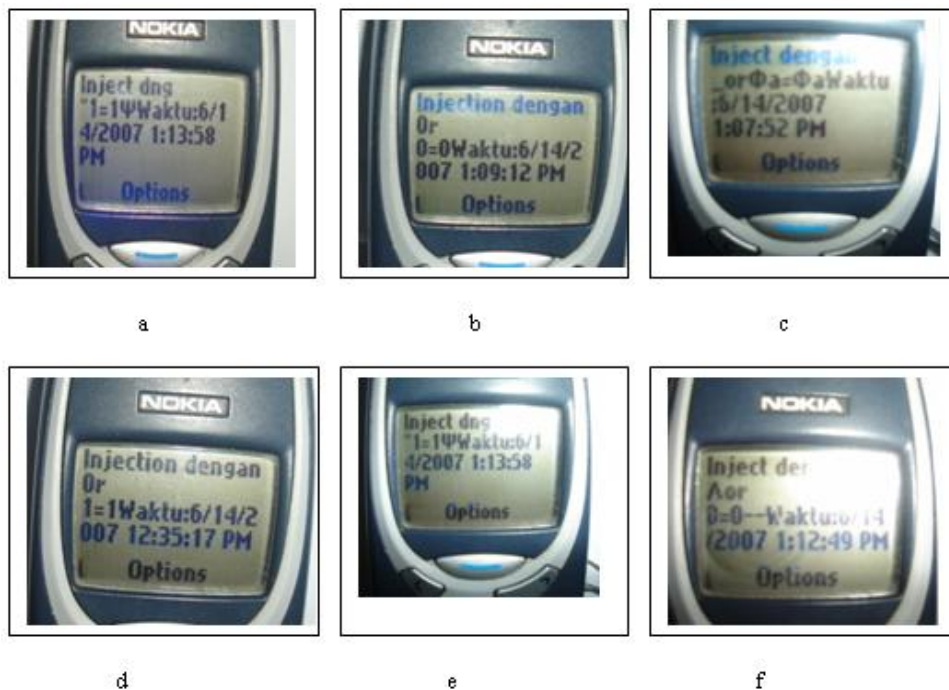 NOKIA
Inject dng
"1=1ΨWaktu:6/1
4/2007 1:13:58
PM
Options
a
NOKIA
Injection dengan
Or
0=0Waktu:6/14/2
007 1:09:12 PM
Options
b
Inject dengan
_orΦa=ΦaWaktu
:6/14/2007
1:07:52 PM
Options
c
NOKIA
Injection dengan
Or
1=1Waktu:6/14/2
007 12:35:17 PM
Options
d
Inject dng
"1=1ΨWaktu:6/1
4/2007 1:13:58
PM
Options
e
NOKIA
Inject
Λor
0=0--Waktu:6/14
/2007 1:12:49 PM
Options
f